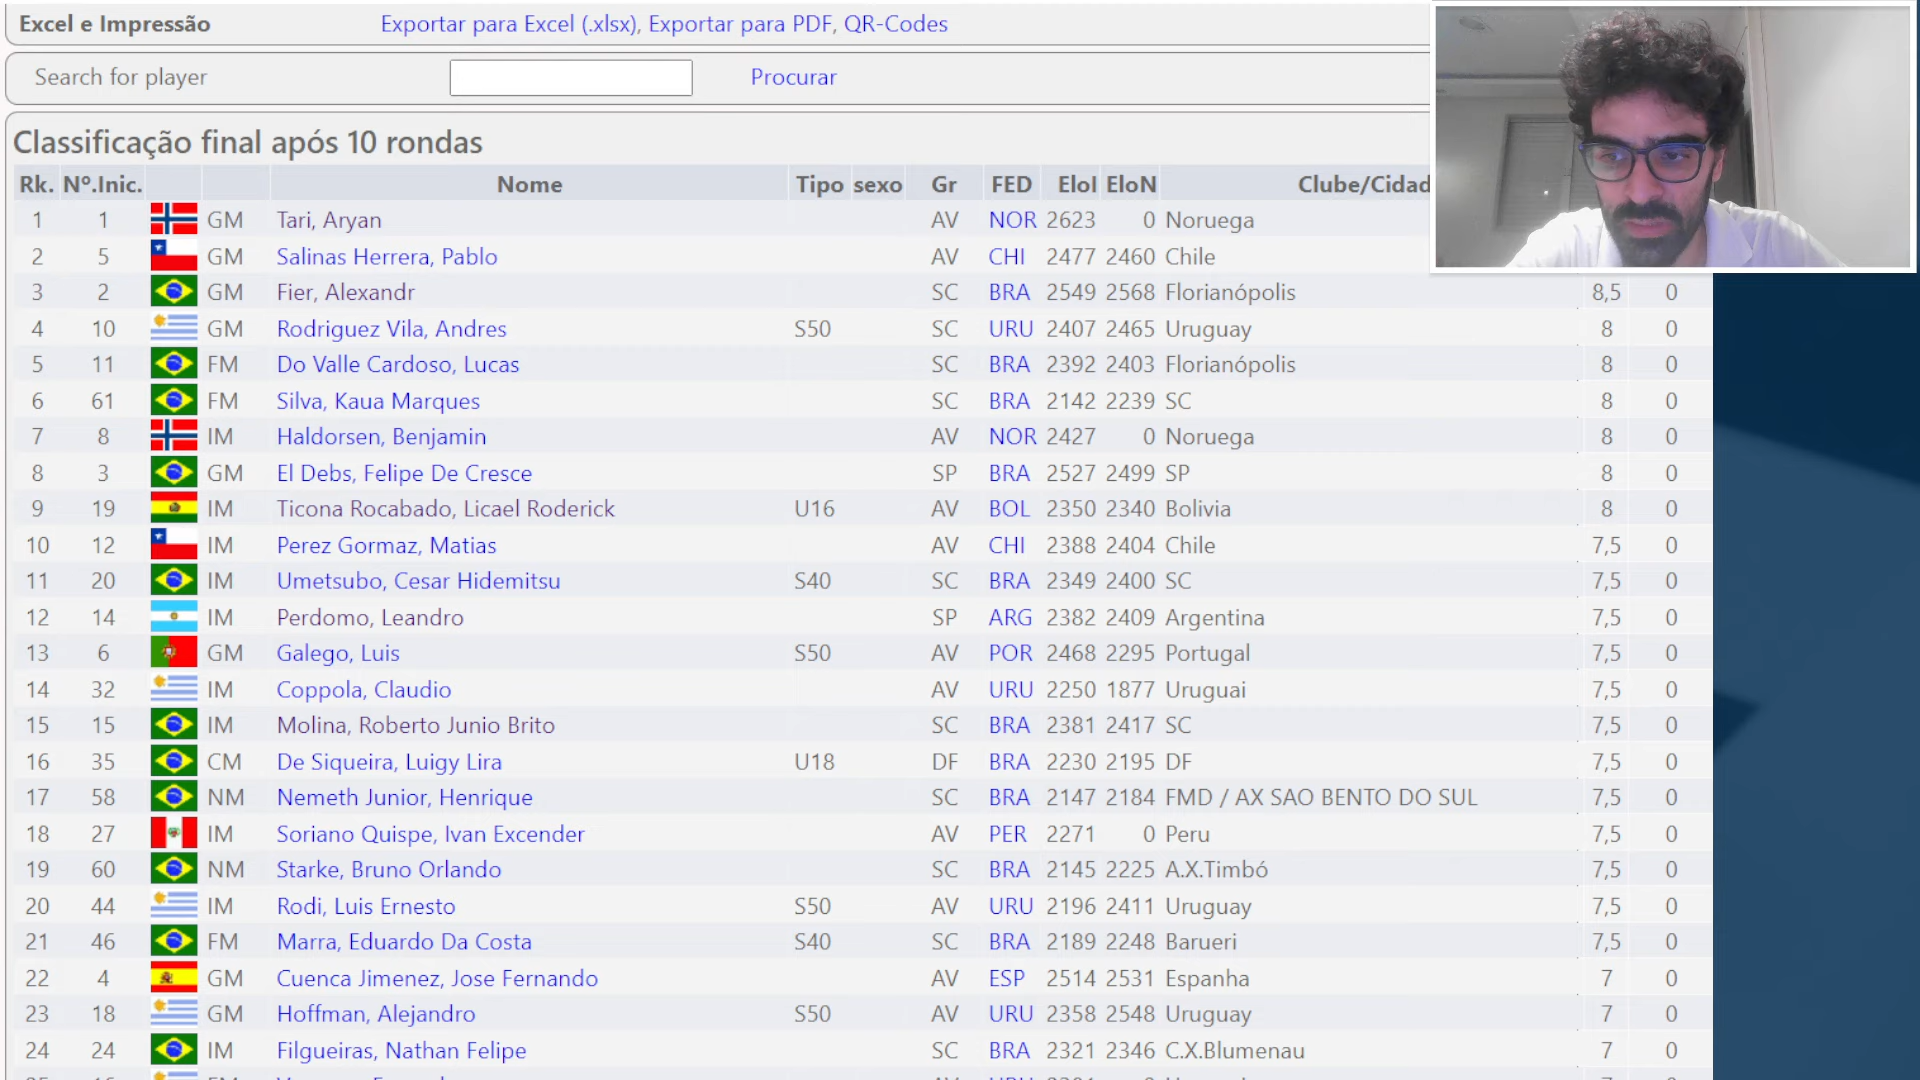 Excel e Impressão Exportar para Excel (.xlsx), Exportar para PDF, QR-Codes
Search for player Procurar
Classificação final após 10 rondas
Rk. Nº.Inic. Nome Tipo sexo Gr FED EloI EloN Clube/Cidad
1 1 GM Tari, Aryan AV NOR 2623 0 Noruega
2 5 GM Salinas Herrera, Pablo AV CHI 2477 2460 Chile
3 2 GM Fier, Alexandr SC BRA 2549 2568 Florianópolis 8,5 0
4 10 GM Rodriguez Vila, Andres S50 SC URU 2407 2465 Uruguay 8 0
5 11 FM Do Valle Cardoso, Lucas SC BRA 2392 2403 Florianópolis 8 0
6 61 FM Silva, Kaua Marques SC BRA 2142 2239 SC 8 0
7 8 IM Haldorsen, Benjamin AV NOR 2427 0 Noruega 8 0
8 3 GM El Debs, Felipe De Cresce SP BRA 2527 2499 SP 8 0
9 19 IM Ticona Rocabado, Licael Roderick U16 AV BOL 2350 2340 Bolivia 8 0
10 12 IM Perez Gormaz, Matias AV CHI 2388 2404 Chile 7,5 0
11 20 IM Umetsubo, Cesar Hidemitsu S40 SC BRA 2349 2400 SC 7,5 0
12 14 IM Perdomo, Leandro SP ARG 2382 2409 Argentina 7,5 0
13 6 GM Galego, Luis S50 AV POR 2468 2295 Portugal 7,5 0
14 32 IM Coppola, Claudio AV URU 2250 1877 Uruguai 7,5 0
15 15 IM Molina, Roberto Junio Brito SC BRA 2381 2417 SC 7,5 0
16 35 CM De Siqueira, Luigy Lira U18 DF BRA 2230 2195 DF 7,5 0
17 58 NM Nemeth Junior, Henrique SC BRA 2147 2184 FMD / AX SAO BENTO DO SUL 7,5 0
18 27 IM Soriano Quispe, Ivan Excender AV PER 2271 0 Peru 7,5 0
19 60 NM Starke, Bruno Orlando SC BRA 2145 2225 A.X.Timbó 7,5 0
20 44 IM Rodi, Luis Ernesto S50 AV URU 2196 2411 Uruguay 7,5 0
21 46 FM Marra, Eduardo Da Costa S40 SC BRA 2189 2248 Barueri 7,5 0
22 4 GM Cuenca Jimenez, Jose Fernando AV ESP 2514 2531 Espanha 7 0
23 18 GM Hoffman, Alejandro S50 AV URU 2358 2548 Uruguay 7 0
24 24 IM Filgueiras, Nathan Felipe SC BRA 2321 2346 C.X.Blumenau 7 0